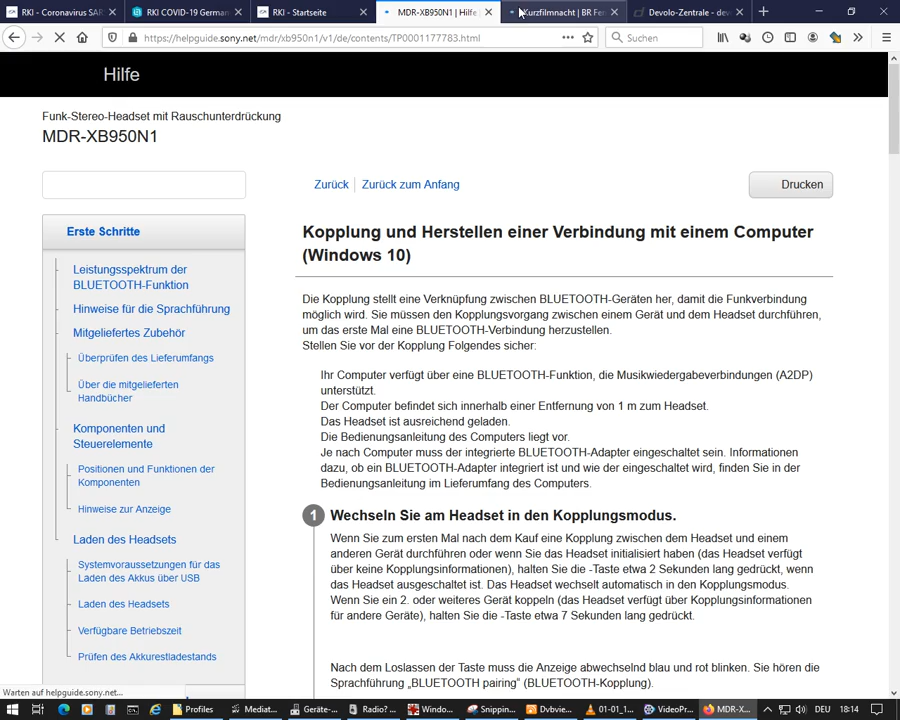 RKI - Coronavirus SAR
RKI COVID-19 German
RKI - Startseite
MDR-XB950N1 | Hilfe
Kurzfilmnacht | BR Fer
Devolo-Zentrale - dev
https://helpguide.sony.net/mdr/xb950n1/v1/de/contents/TP0001177783.html
Suchen
Hilfe
Funk-Stereo-Headset mit Rauschunterdrückung
MDR-XB950N1
Zurück
Zurück zum Anfang
Drucken
Erste Schritte
Leistungsspektrum der
BLUETOOTH-Funktion
Hinweise für die Sprachführung
Mitgeliefertes Zubehör
Überprüfen des Lieferumfangs
Über die mitgelieferten
Handbücher
Komponenten und
Steuerelemente
Positionen und Funktionen der
Komponenten
Hinweise zur Anzeige
Laden des Headsets
Systemvoraussetzungen für das
Laden des Akkus über USB
Laden des Headsets
Verfügbare Betriebszeit
Prüfen des Akkurestladestands
Kopplung und Herstellen einer Verbindung mit einem Computer
(Windows 10)
Die Kopplung stellt eine Verknüpfung zwischen BLUETOOTH-Geräten her, damit die Funkverbindung
möglich wird. Sie müssen den Kopplungsvorgang zwischen einem Gerät und dem Headset durchführen,
um das erste Mal eine BLUETOOTH-Verbindung herzustellen.
Stellen Sie vor der Kopplung Folgendes sicher:
Ihr Computer verfügt über eine BLUETOOTH-Funktion, die Musikwiedergabeverbindungen (A2DP)
unterstützt.
Der Computer befindet sich innerhalb einer Entfernung von 1 m zum Headset.
Das Headset ist ausreichend geladen.
Die Bedienungsanleitung des Computers liegt vor.
Je nach Computer muss der integrierte BLUETOOTH-Adapter eingeschaltet sein. Informationen
dazu, ob ein BLUETOOTH-Adapter integriert ist und wie der eingeschaltet wird, finden Sie in der
Bedienungsanleitung im Lieferumfang des Computers.
1 Wechseln Sie am Headset in den Kopplungsmodus.
Wenn Sie zum ersten Mal nach dem Kauf eine Kopplung zwischen dem Headset und einem
anderen Gerät durchführen oder wenn Sie das Headset initialisiert haben (das Headset verfügt
über keine Kopplungsinformationen), halten Sie die -Taste etwa 2 Sekunden lang gedrückt, wenn
das Headset ausgeschaltet ist. Das Headset wechselt automatisch in den Kopplungsmodus.
Wenn Sie ein 2. oder weiteres Gerät koppeln (das Headset verfügt über Kopplungsinformationen
für andere Geräte), halten Sie die -Taste etwa 7 Sekunden lang gedrückt.
Nach dem Loslassen der Taste muss die Anzeige abwechselnd blau und rot blinken. Sie hören die
Sprachführung „BLUETOOTH pairing" (BLUETOOTH-Kopplung).
Warten auf helpguide.sony.net...
Profiles
Mediat...
Geräte-...
Radio? ...
Windo...
Snippin...
Dvbvie...
01-01_1...
VideoPr...
MDR-X...
DEU
18:14